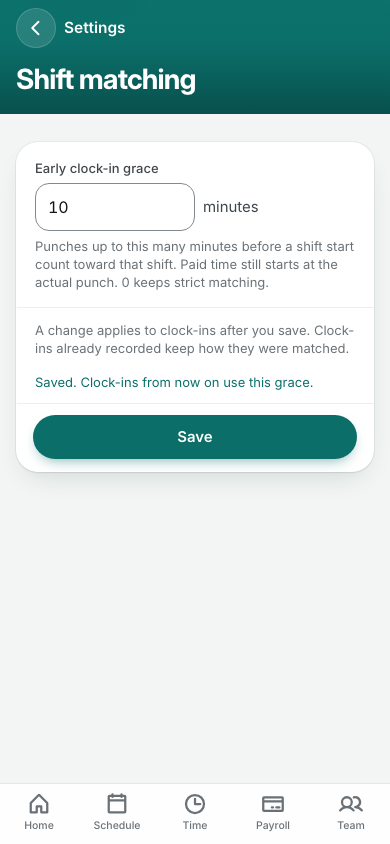 Settings
Shift matching
Early clock-in grace
10 minutes
Punches up to this many minutes before a shift start
count toward that shift. Paid time still starts at the
actual punch. 0 keeps strict matching.
A change applies to clock-ins after you save. Clock-
ins already recorded keep how they were matched.
Saved. Clock-ins from now on use this grace.
Save
Home Schedule Time Payroll Team